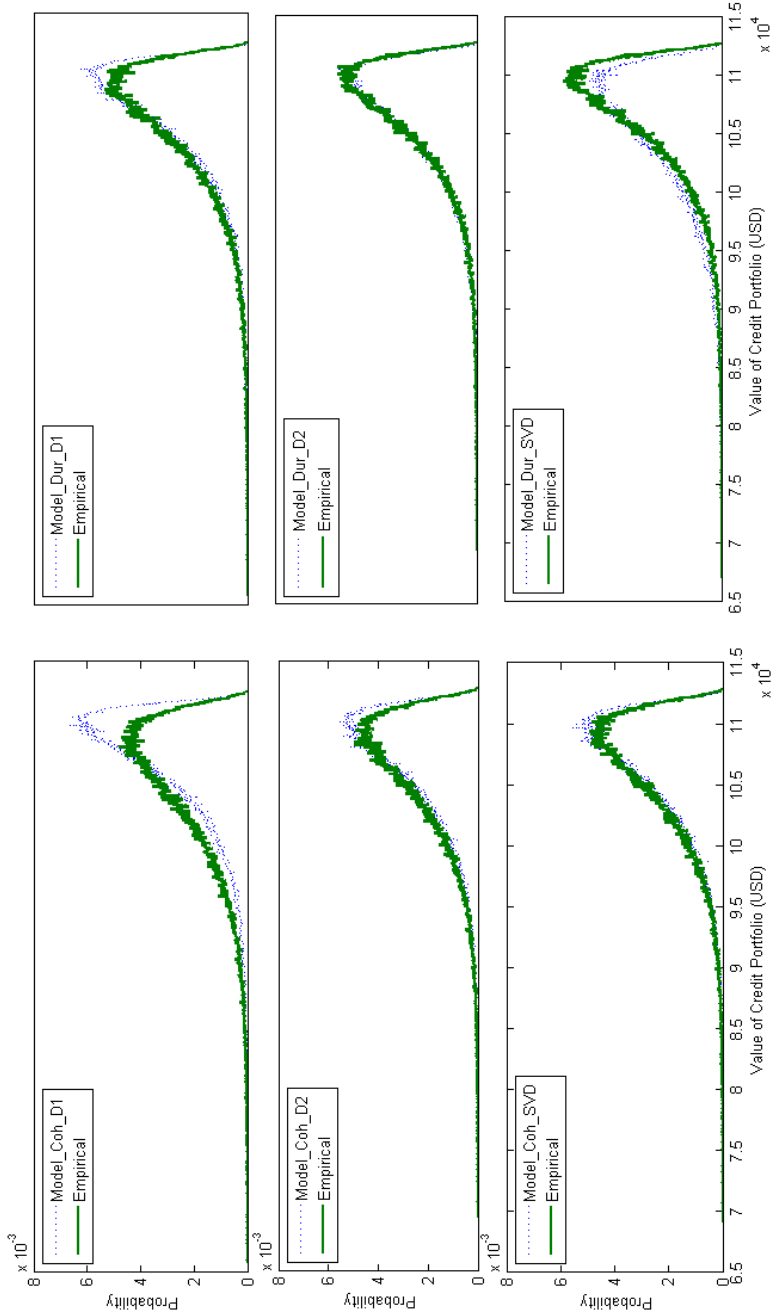 x 10^-3
8
6
4
2
0
Probability
Model_Coh_D1
Empirical
Model_Dur_D1
Empirical
8
6
4
2
0
Probability
x 10^-3
Model_Coh_D2
Empirical
Model_Dur_D2
Empirical
8
6
4
2
0
Probability
x 10^-3
Model_Coh_SVD
Empirical
6.5 7 7.5 8 8.5 9 9.5 10 10.5 11 11.5
Value of Credit Portfolio (USD)
x 10^4
Model_Dur_SVD
Empirical
6.5 7 7.5 8 8.5 9 9.5 10 10.5 11 11.5
Value of Credit Portfolio (USD)
x 10^4